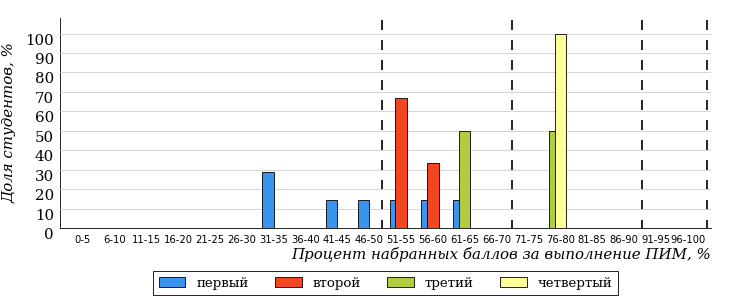 Доля студентов, %
100
90
80
70
60
50
40
30
20
10
0
0-5 6-10 11-15 16-20 21-25 26-30 31-35 36-40 41-45 46-50 51-55 56-60 61-65 66-70 71-75 76-80 81-85 86-90 91-95 96-100
Процент набранных баллов за выполнение ПИМ, %
первый второй третий четвертый